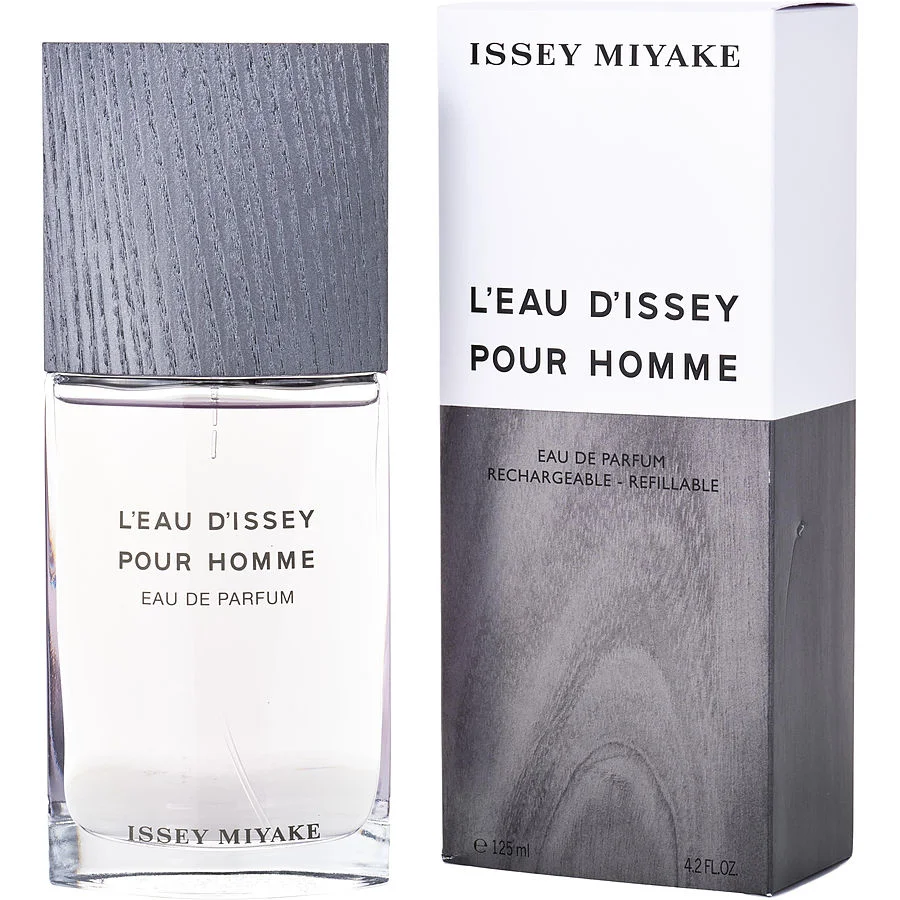 L'EAU D'ISSEY
POUR HOMME
EAU DE PARFUM
ISSEY MIYAKE
ISSEY MIYAKE
L'EAU D'ISSEY
POUR HOMME
EAU DE PARFUM
RECHARGEABLE - REFILLABLE
℮ 125 ml
4.2 FL.OZ.